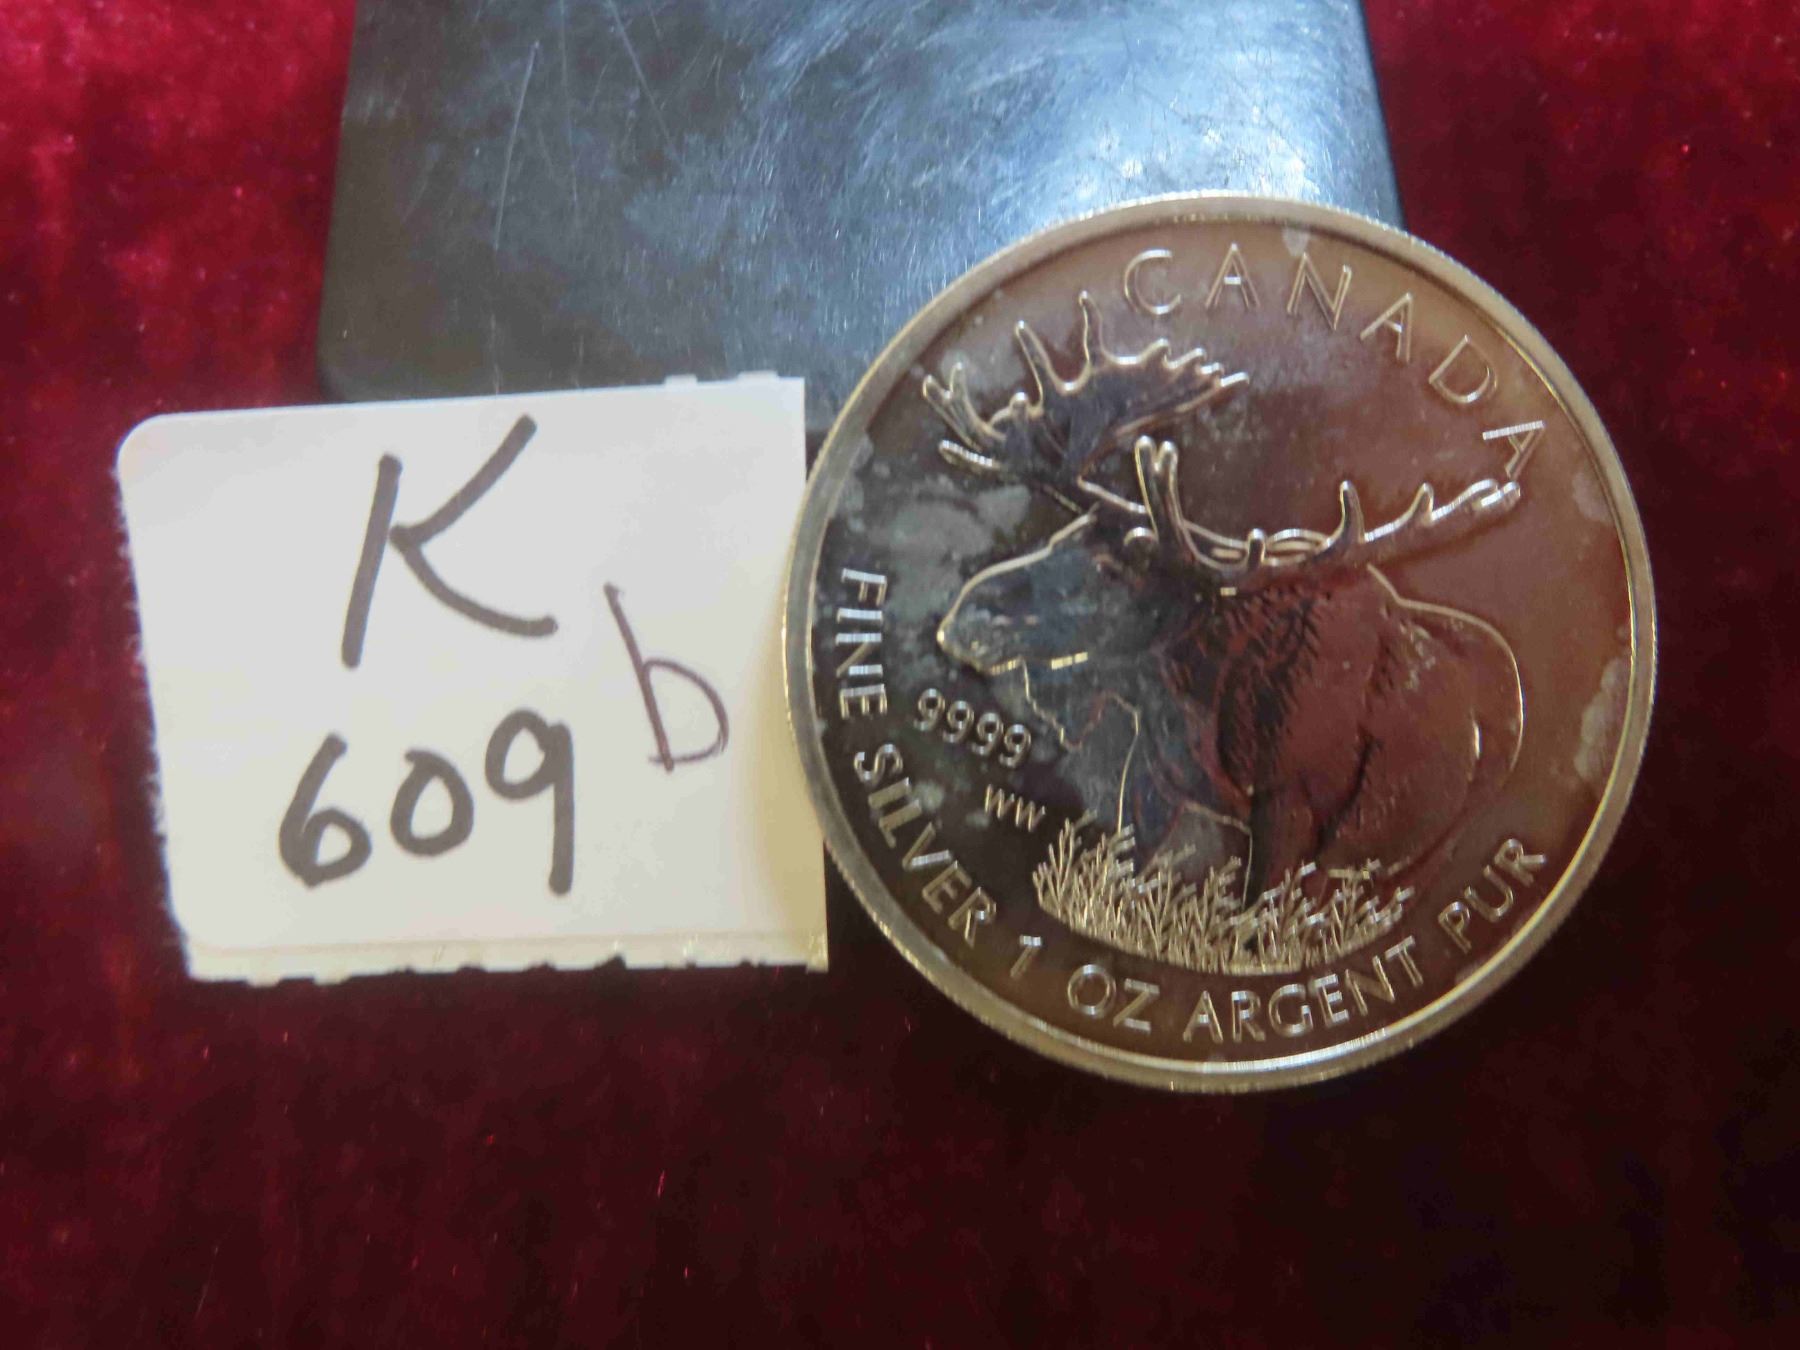 K
609
b
CANADA
9999
WW
FINE SILVER 1 OZ ARGENT PUR